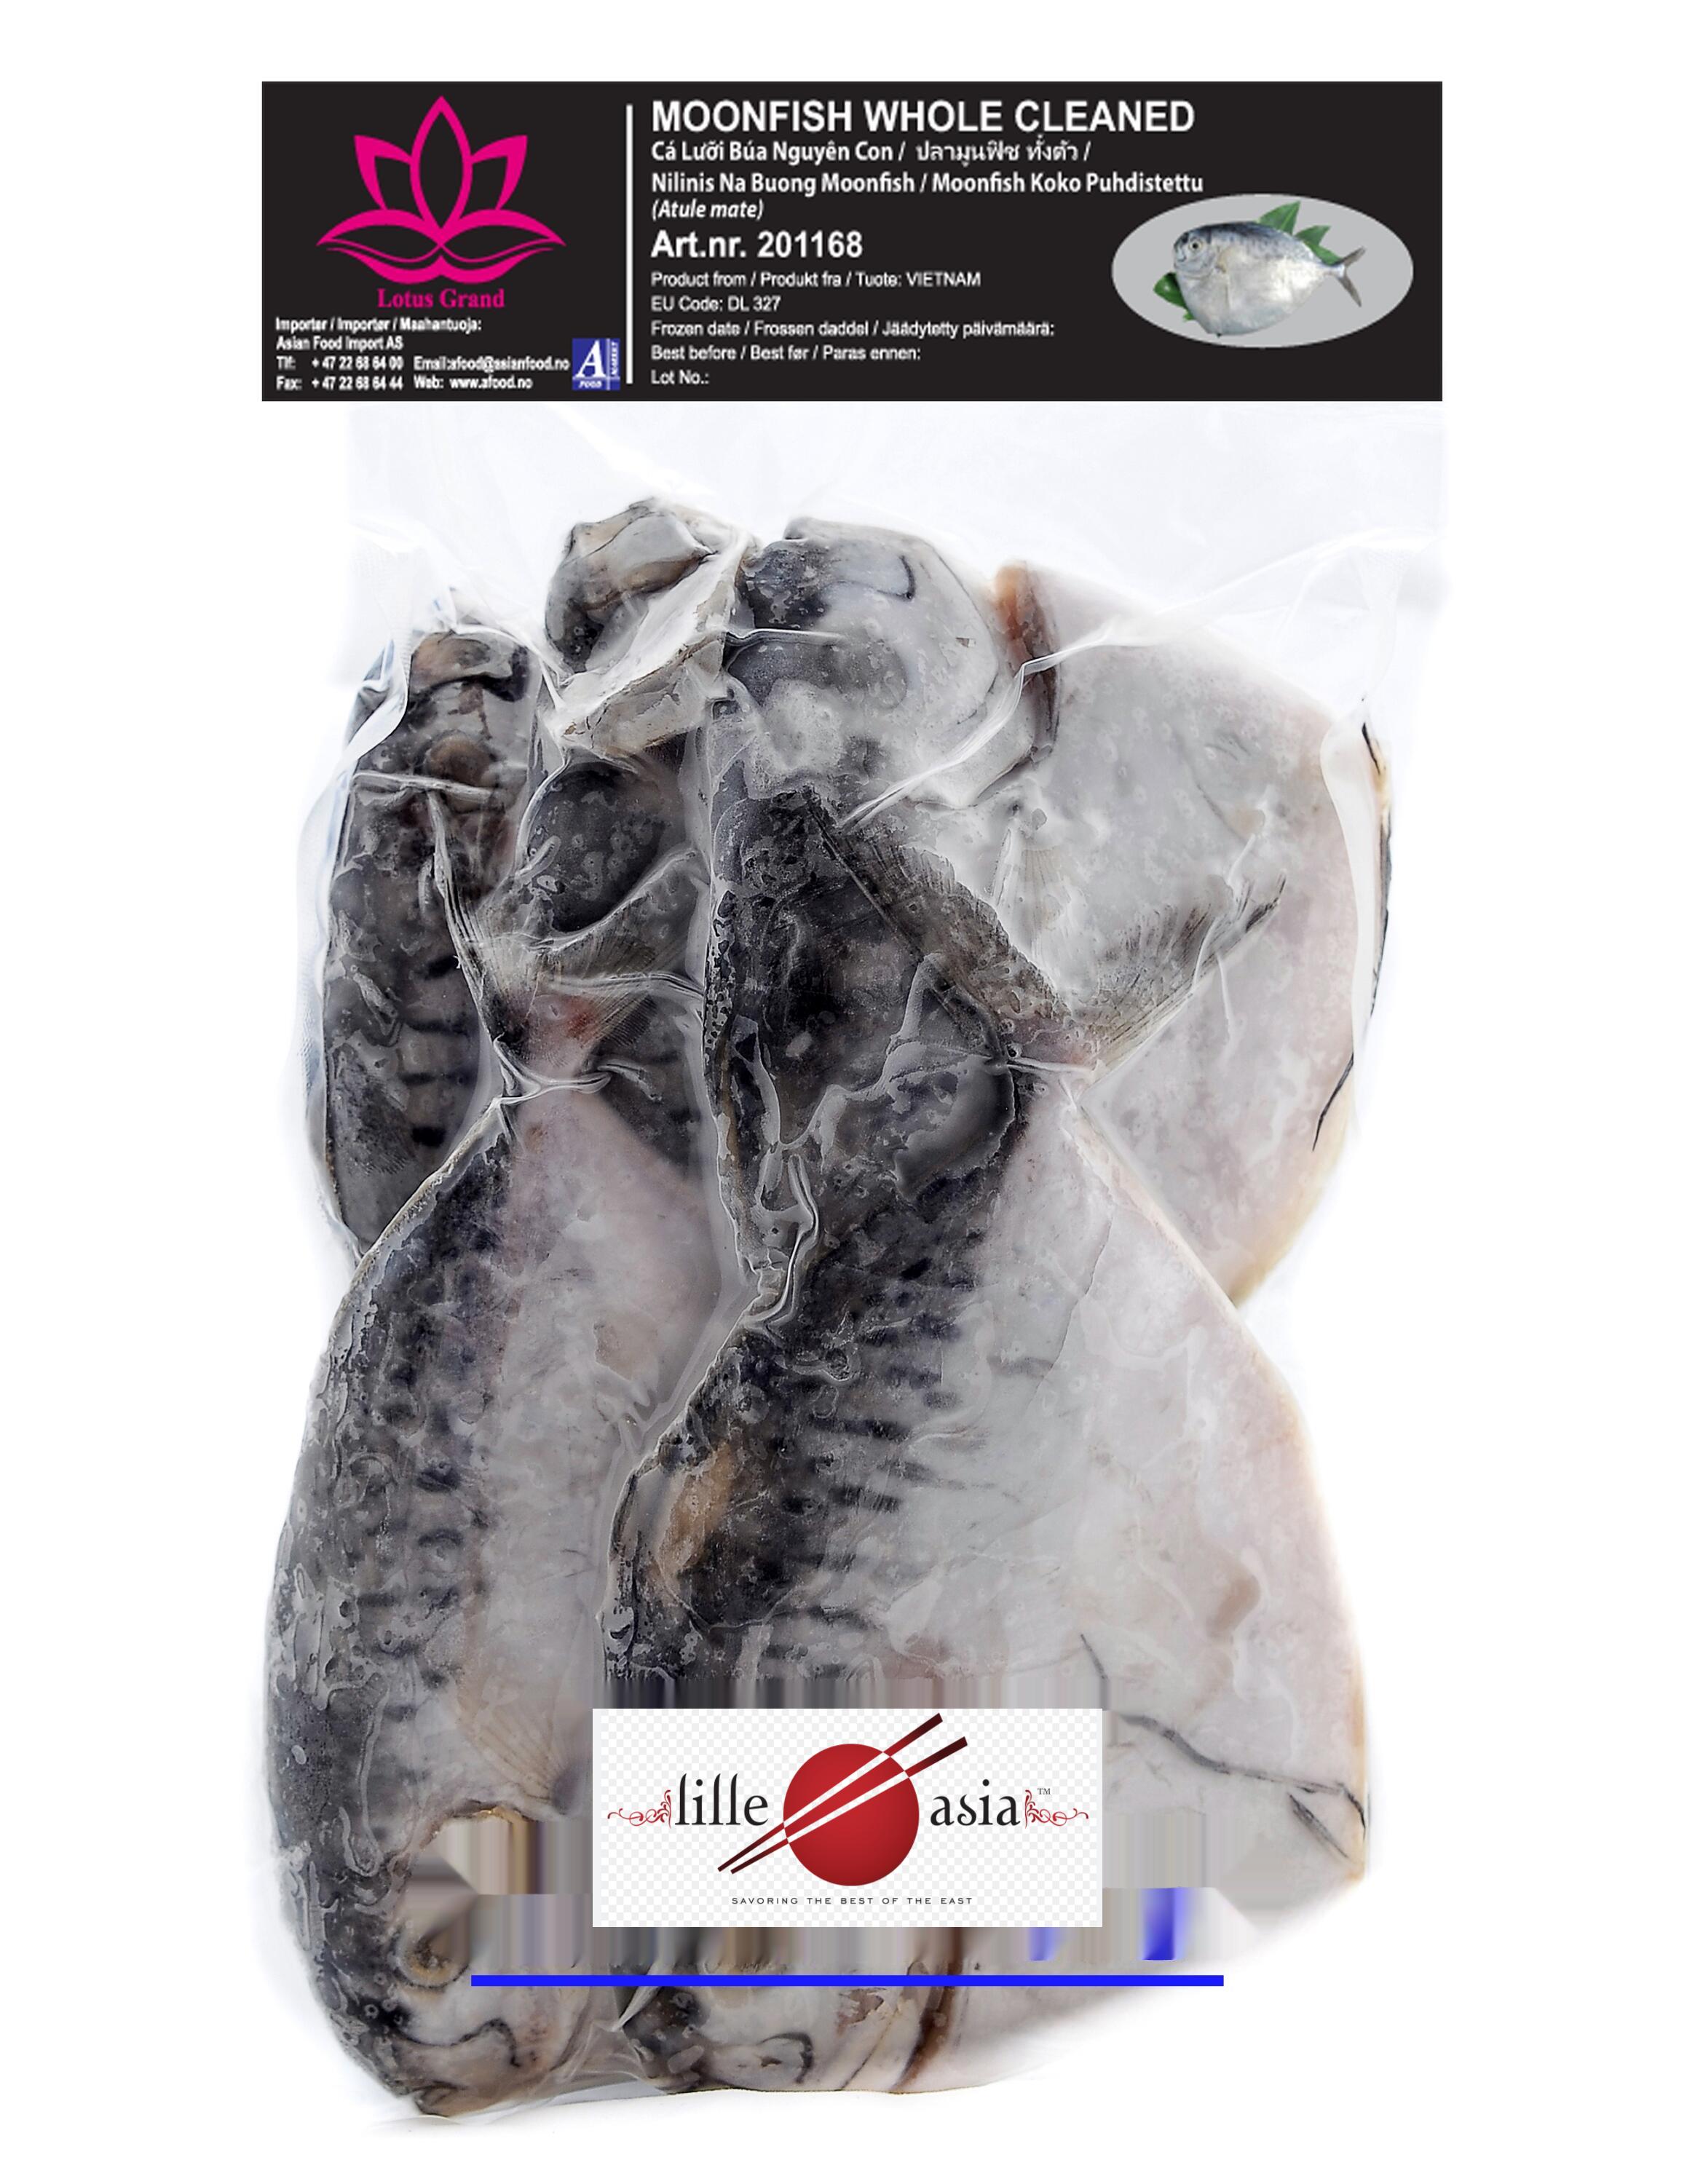 MOONFISH WHOLE CLEANED
Cá Lưỡi Búa Nguyên Con / ปลามูนฟิช ทั้งตัว /
Nilinis Na Buong Moonfish / Moonfish Koko Puhdistettu
(Atule mate)
Art.nr. 201168
Product from / Produkt fra / Tuote: VIETNAM
EU Code: DL 327
Frozen date / Frossen daddel / Jäädytetty päivämäärä:
Best before / Best før / Paras ennen:
Lot No.:
Lotus Grand
Importer / Importør / Maahantuoja:
Asian Food Import AS
Tlf: + 47 22 68 64 00 Email:afood@asianfood.no
Fax: + 47 22 68 64 44 Web: www.afood.no
A
FOOD
MARKET
lille asia™
SAVORING THE BEST OF THE EAST